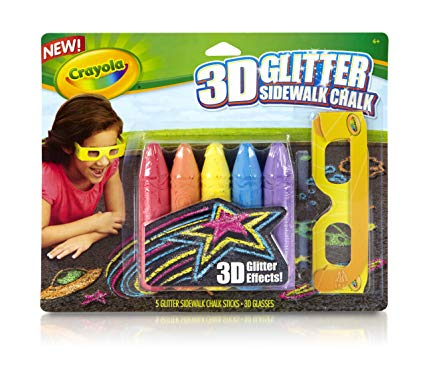 NEW!
Crayola
4+
3D GLITTER
SIDEWALK CHALK
3D Glitter
Effects!
5 GLITTER SIDEWALK CHALK STICKS • 3D GLASSES